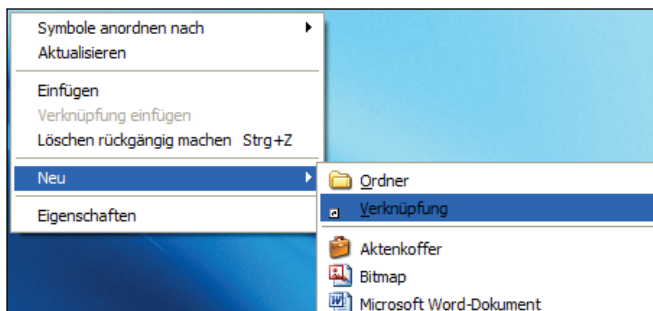 Symbole anordnen nach
Aktualisieren
Einfügen
Verknüpfung einfügen
Löschen rückgängig machen Strg+Z
Neu
Eigenschaften
Ordner
Verknüpfung
Aktenkoffer
Bitmap
Microsoft Word-Dokument